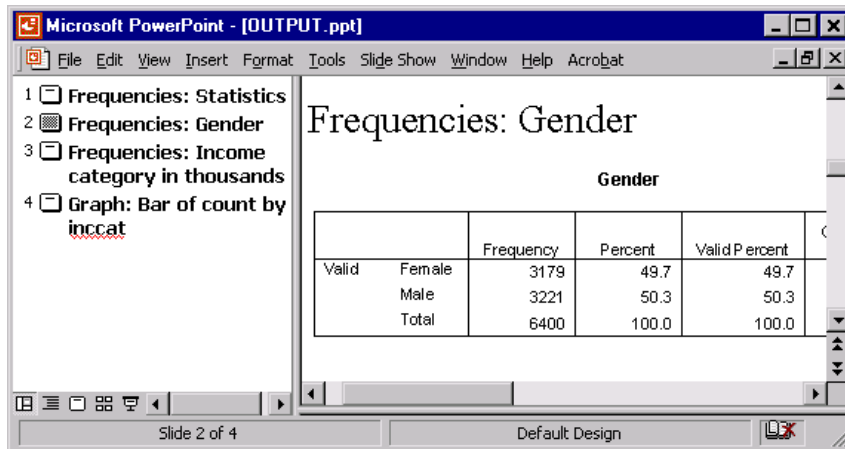 Microsoft PowerPoint - [OUTPUT.ppt]
File Edit View Insert Format Tools Slide Show Window Help Acrobat
1 Frequencies: Statistics
2 Frequencies: Gender
3 Frequencies: Income
category in thousands
4 Graph: Bar of count by
inccat
Frequencies: Gender
Gender
Frequency Percent Valid Percent
Valid Female 3179 49.7 49.7
Male 3221 50.3 50.3
Total 6400 100.0 100.0
Slide 2 of 4 Default Design